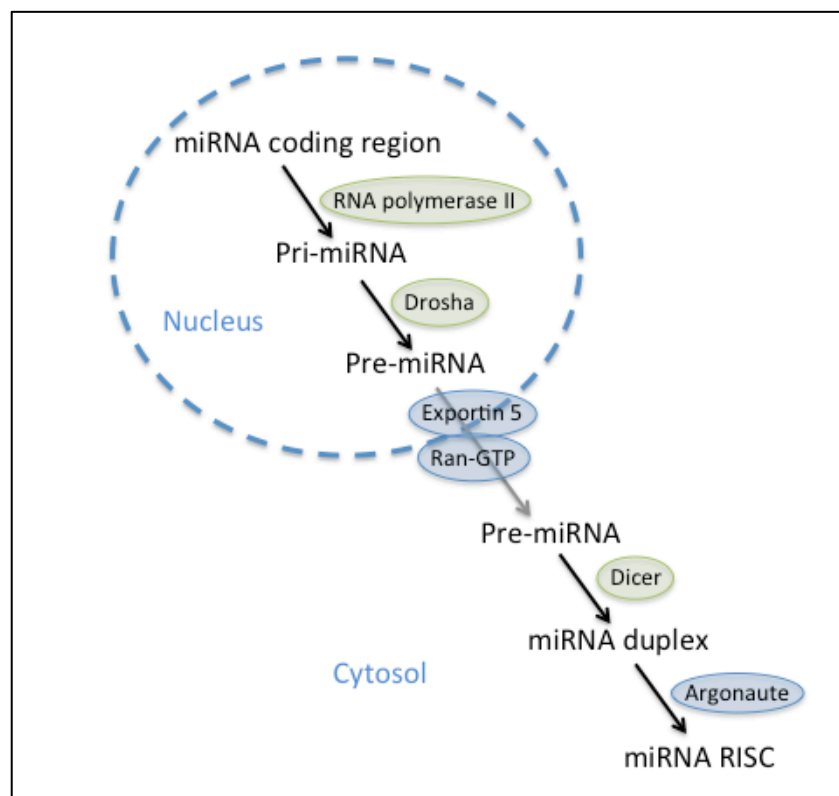 miRNA coding region
RNA polymerase II
Pri-miRNA
Drosha
Nucleus
Pre-miRNA
Exportin 5
Ran-GTP
Pre-miRNA
Dicer
miRNA duplex
Cytosol
Argonaute
miRNA RISC